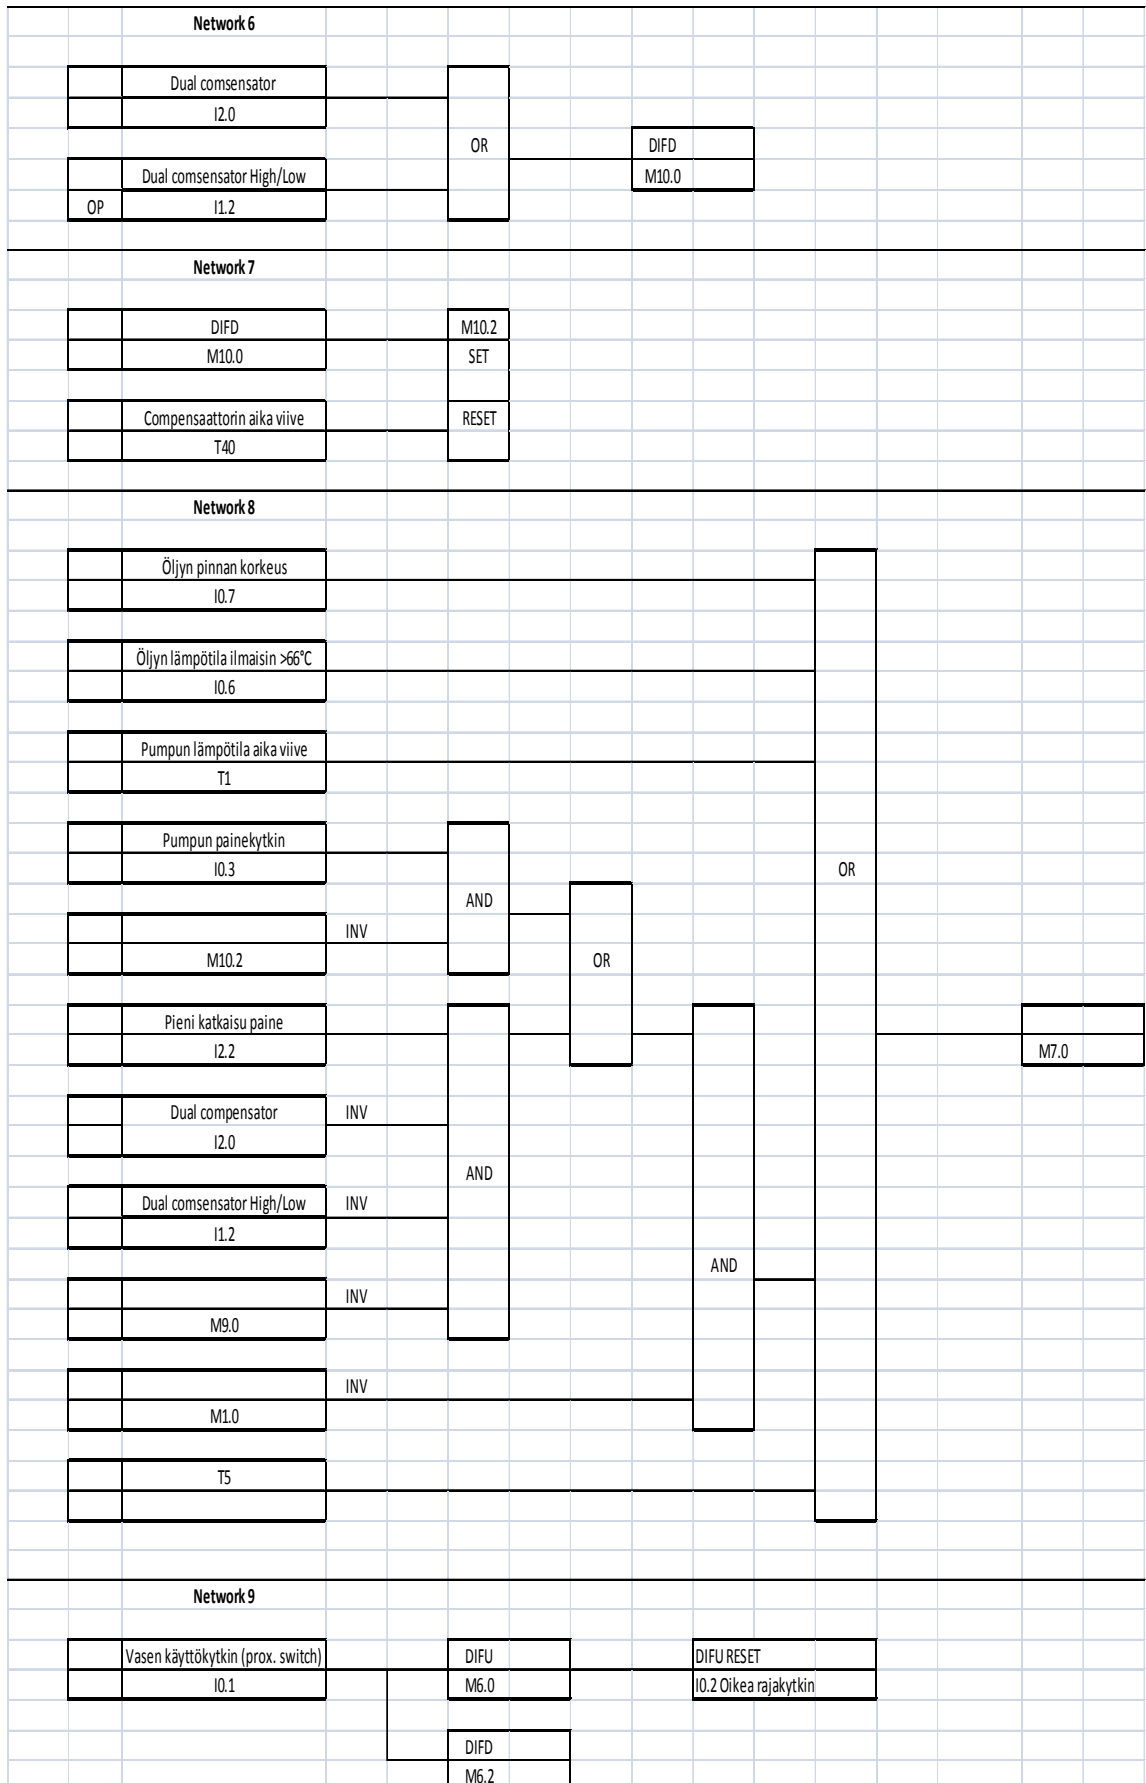 Network 6
Dual comsensator
I2.0
OR
DIFD
Dual comsensator High/Low
M10.0
OP
I1.2
Network 7
DIFD
M10.2
M10.0
SET
Compensaattorin aika viive
RESET
T40
Network 8
Öljyn pinnan korkeus
I0.7
Öljyn lämpötila ilmaisin >66°C
I0.6
Pumpun lämpötila aika viive
T1
Pumpun painekytkin
I0.3
OR
AND
INV
M10.2
OR
Pieni katkaisu paine
I2.2
M7.0
Dual compensator
INV
I2.0
AND
Dual comsensator High/Low
INV
I1.2
AND
INV
M9.0
INV
M1.0
T5
Network 9
Vasen käyttökytkin (prox. switch)
DIFU
DIFU RESET
I0.1
M6.0
I0.2 Oikea rajakytkin
DIFD
M6.2